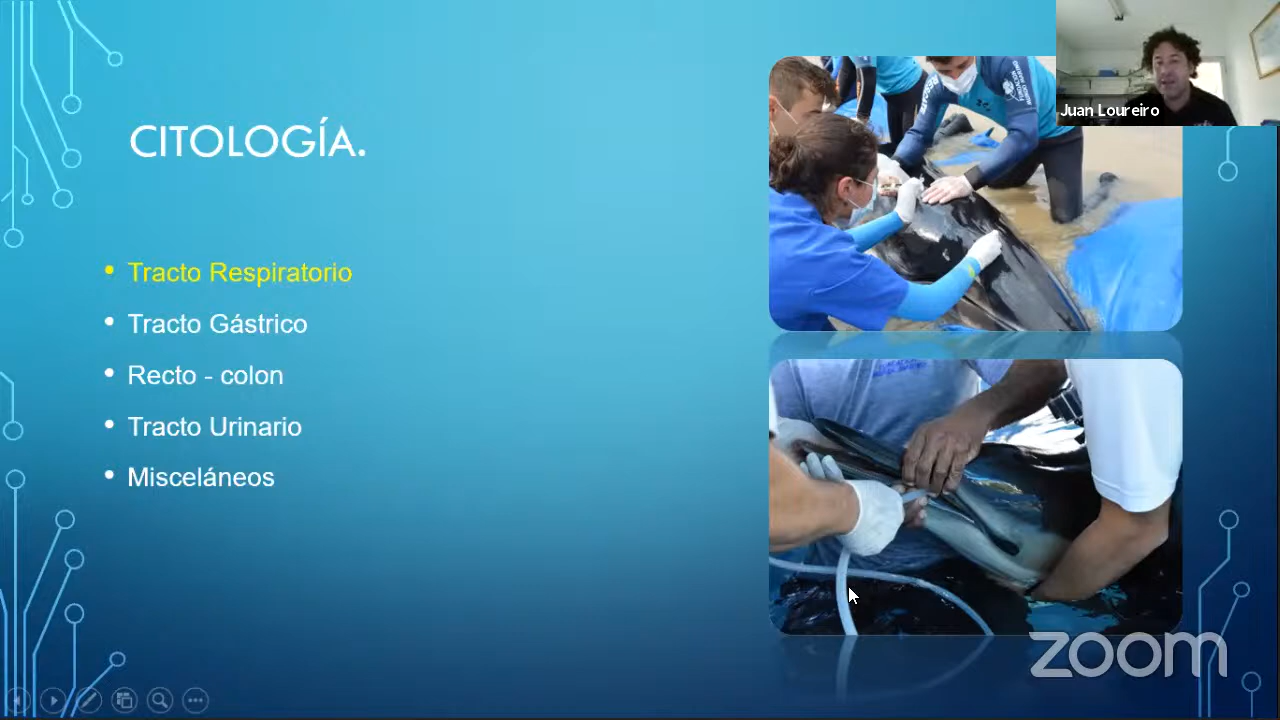 CITOLOGÍA.
Juan Loureiro
• Tracto Respiratorio
• Tracto Gástrico
• Recto - colon
• Tracto Urinario
• Misceláneos
zoom